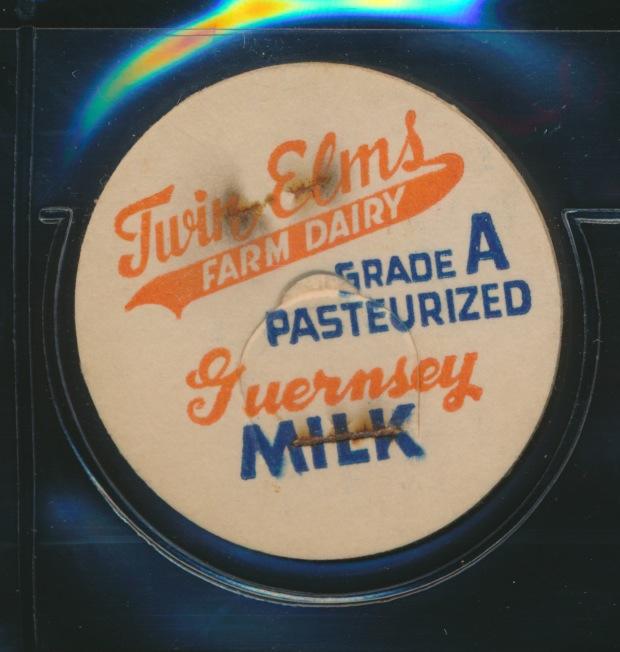 Twin Elms
FARM DAIRY
GRADE A
PASTEURIZED
Guernsey
MILK